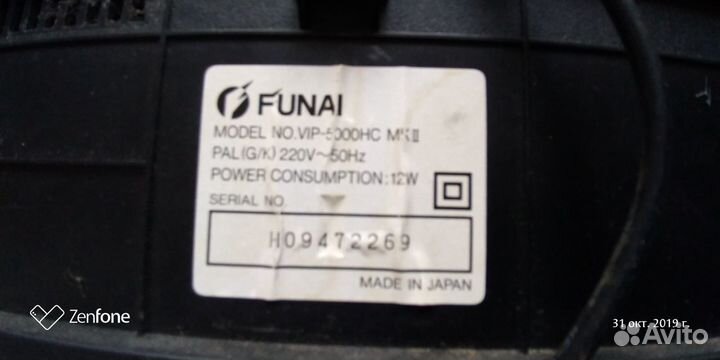 FUNAI
MODEL NO. VIP-5000HC MKII
PAL(G/K) 220V~50Hz
POWER CONSUMPTION: 12W
SERIAL NO.
H09472269
MADE IN JAPAN
Zenfone
31 окт. 2019 г.
Avito